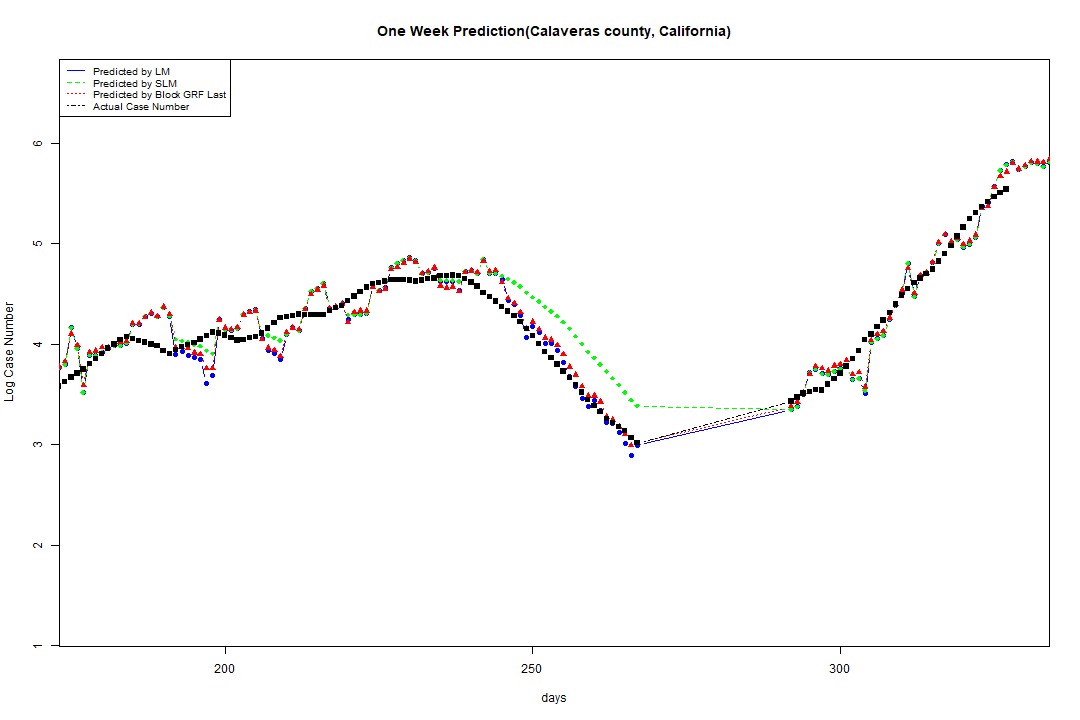 One Week Prediction(Calaveras county, California)
Predicted by LM
Predicted by SLM
Predicted by Block GRF Last
Actual Case Number
Log Case Number
6
5
4
3
2
1
200
250
300
days